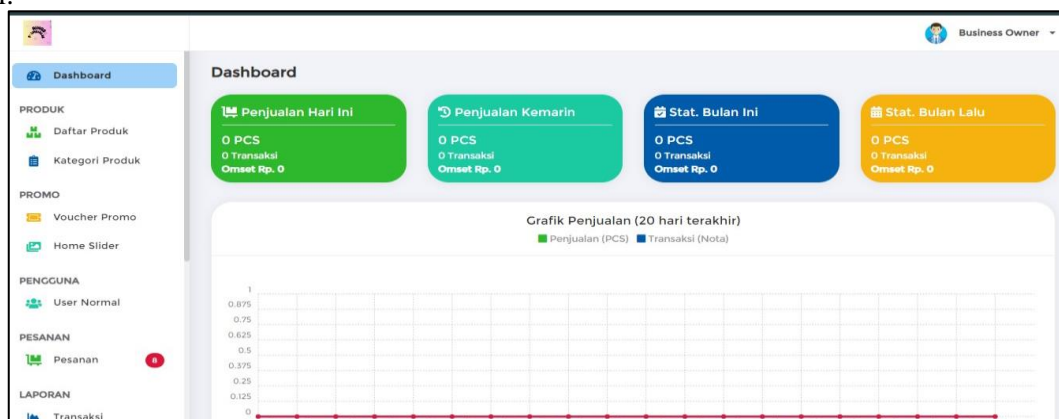 Business Owner
Dashboard
PRODUK
Daftar Produk
Kategori Produk
PROMO
Voucher Promo
Home Slider
PENGGUNA
User Normal
PESANAN
Pesanan 8
LAPORAN
Transaksi
Dashboard
Penjualan Hari Ini
0 PCS
0 Transaksi
Omset Rp. 0
Penjualan Kemarin
0 PCS
0 Transaksi
Omset Rp. 0
Stat. Bulan Ini
0 PCS
0 Transaksi
Omset Rp. 0
Stat. Bulan Lalu
0 PCS
0 Transaksi
Omset Rp. 0
Grafik Penjualan (20 hari terakhir)
Penjualan (PCS) Transaksi (Nota)
1
0.875
0.75
0.625
0.5
0.375
0.25
0.125
0